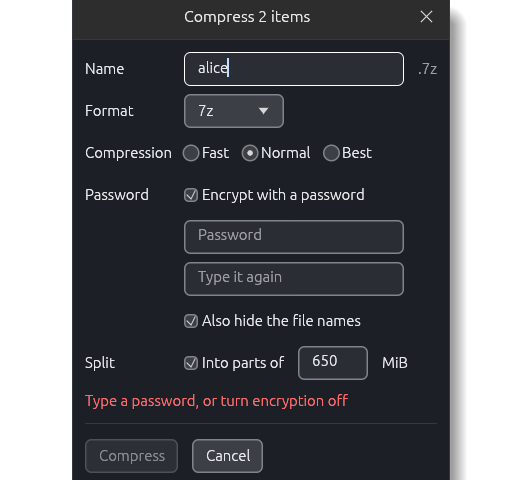 Compress 2 items
Name alice .7z
Format 7z
Compression Fast Normal Best
Password Encrypt with a password
Password
Type it again
Also hide the file names
Split Into parts of 650 MiB
Type a password, or turn encryption off
Compress Cancel